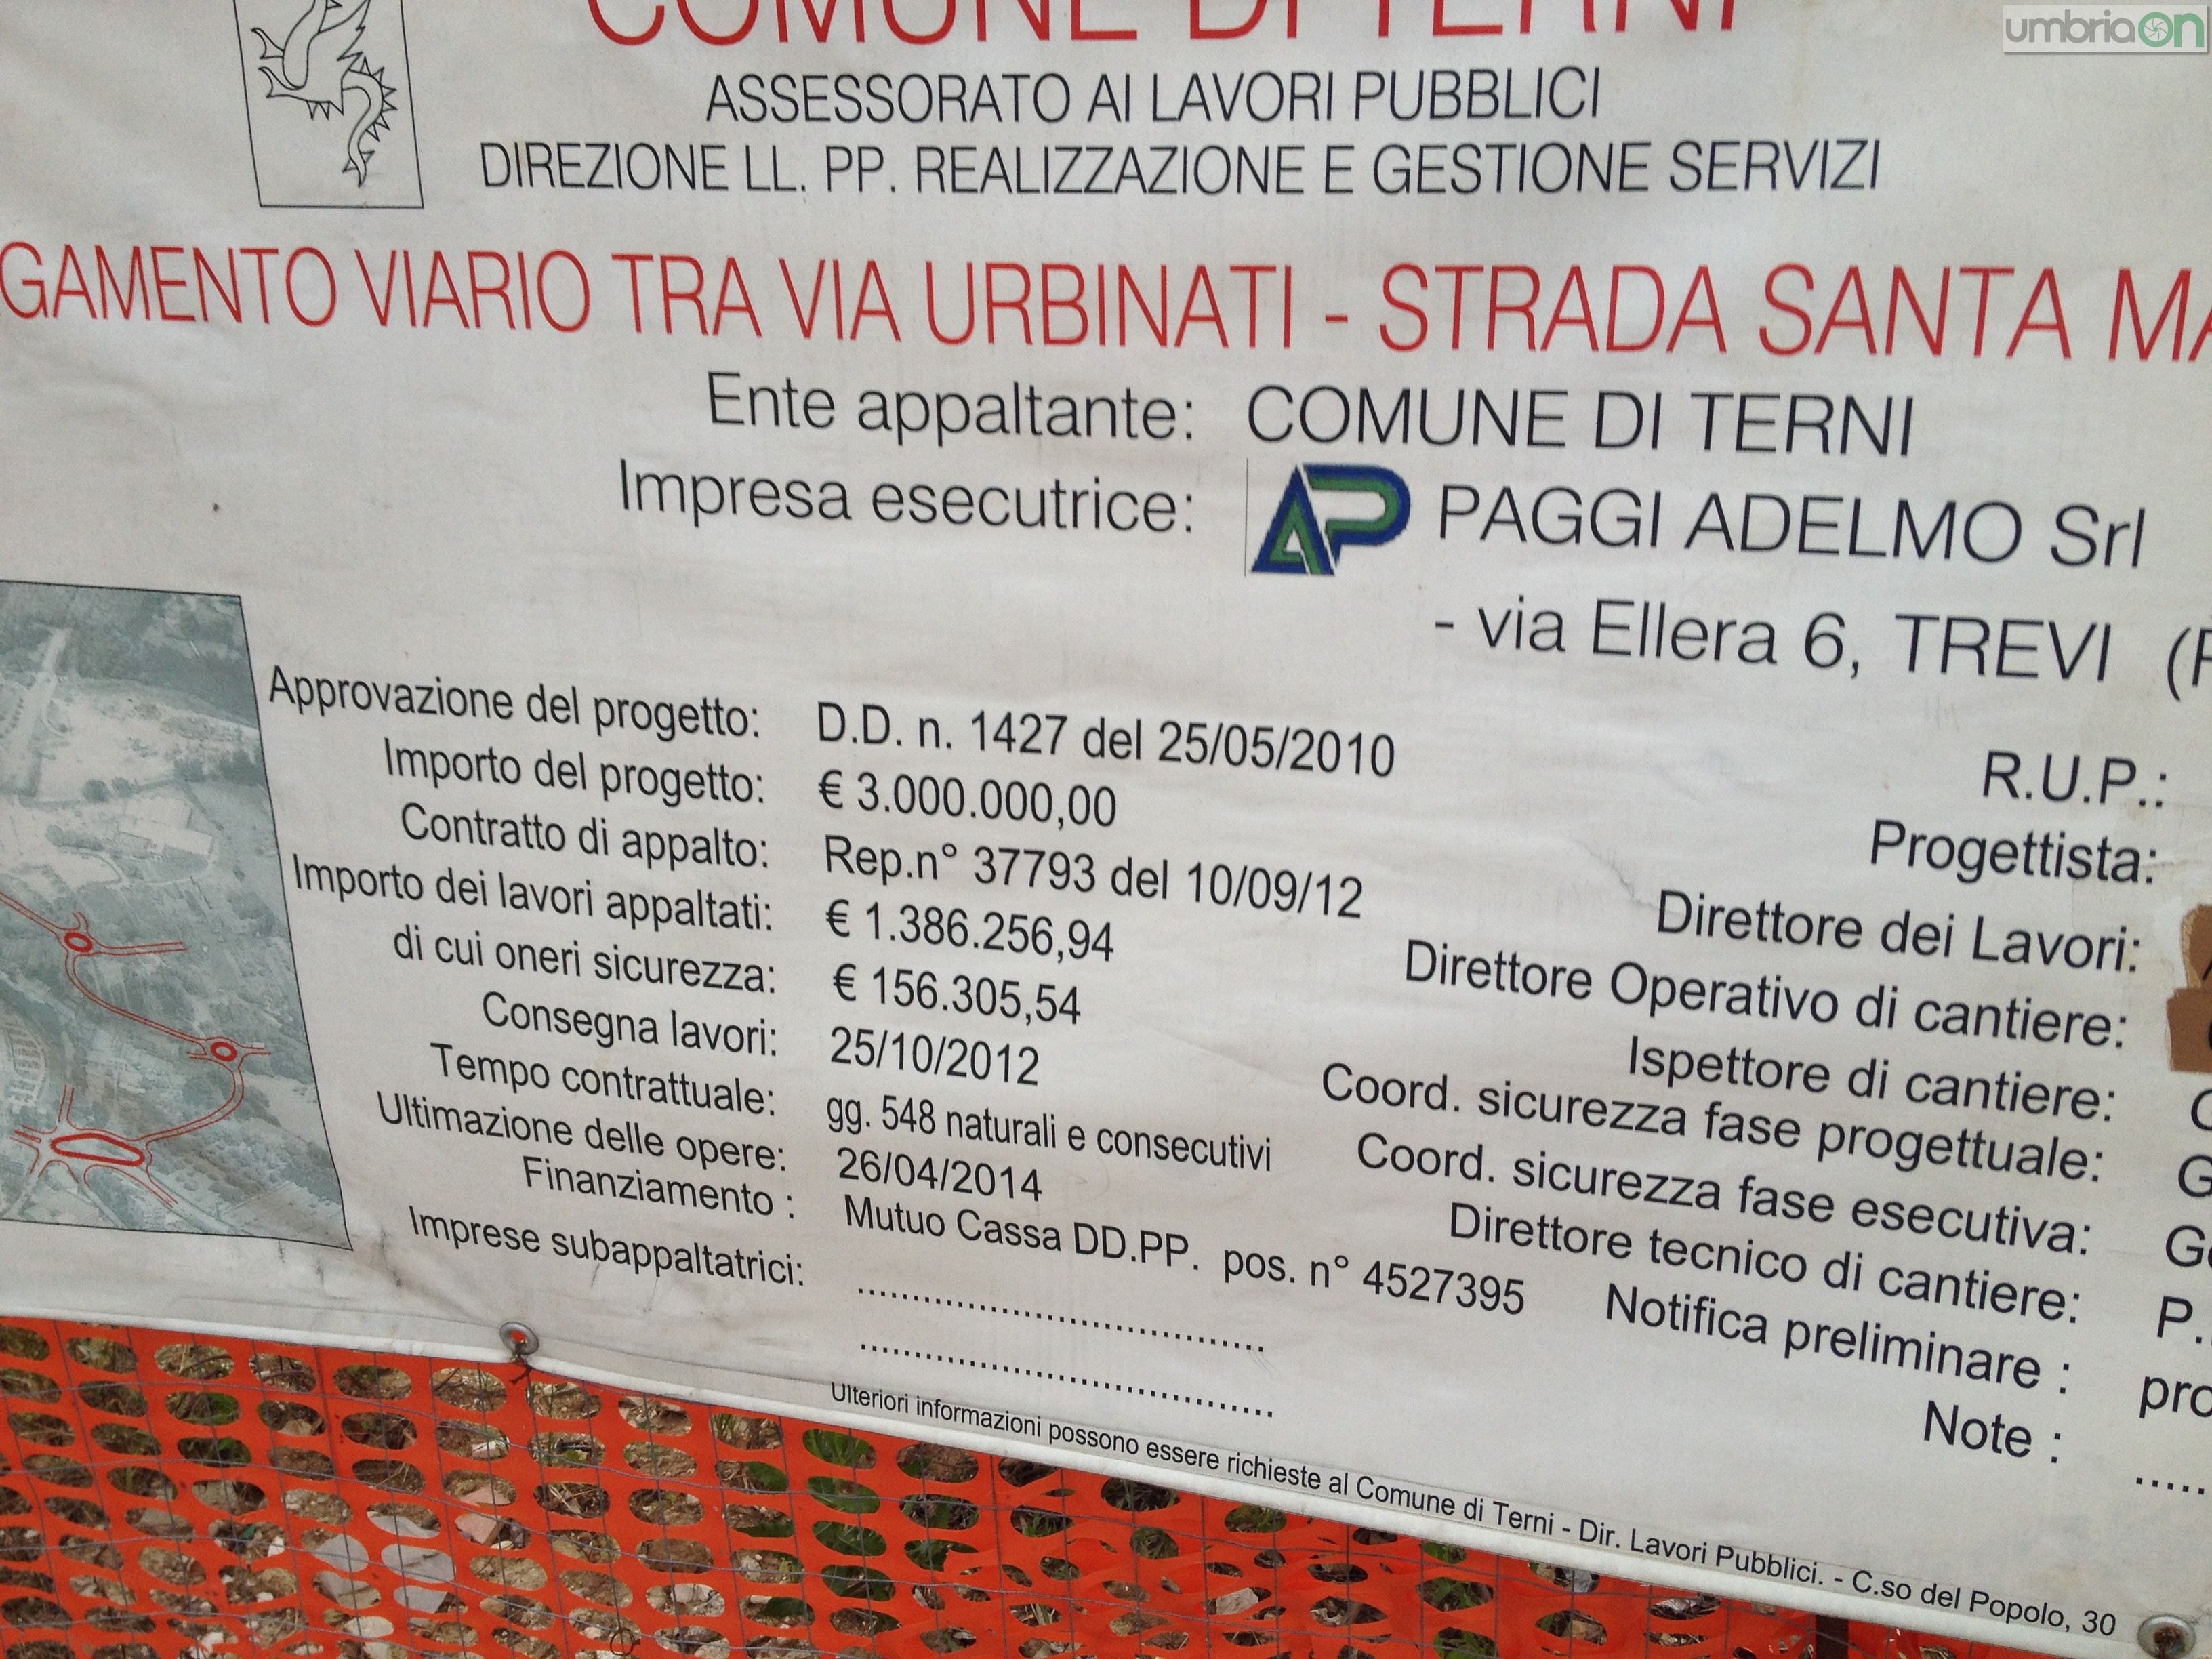 umbriaON
COMUNE DI TERNI
ASSESSORATO AI LAVORI PUBBLICI
DIREZIONE LL. PP. REALIZZAZIONE E GESTIONE SERVIZI
GAMENTO VIARIO TRA VIA URBINATI - STRADA SANTA MA
Ente appaltante: COMUNE DI TERNI
Impresa esecutrice: AP PAGGI ADELMO Srl
- via Ellera 6, TREVI (P
Approvazione del progetto: D.D. n. 1427 del 25/05/2010
Importo del progetto: € 3.000.000,00
Contratto di appalto: Rep.n° 37793 del 10/09/12
Importo dei lavori appaltati: € 1.386.256,94
di cui oneri sicurezza: € 156.305,54
Consegna lavori: 25/10/2012
Tempo contrattuale: gg. 548 naturali e consecutivi
Ultimazione delle opere: 26/04/2014
Finanziamento : Mutuo Cassa DD.PP. pos. n° 4527395
Imprese subappaltatrici: ........................................
........................................
R.U.P.:
Progettista:
Direttore dei Lavori:
Direttore Operativo di cantiere:
Ispettore di cantiere:
Coord. sicurezza fase progettuale: G
Coord. sicurezza fase esecutiva: Ge
Direttore tecnico di cantiere: P.
Notifica preliminare : pro
Note : .....
Ulteriori informazioni possono essere richieste al Comune di Terni - Dir. Lavori Pubblici. - C.so del Popolo, 30